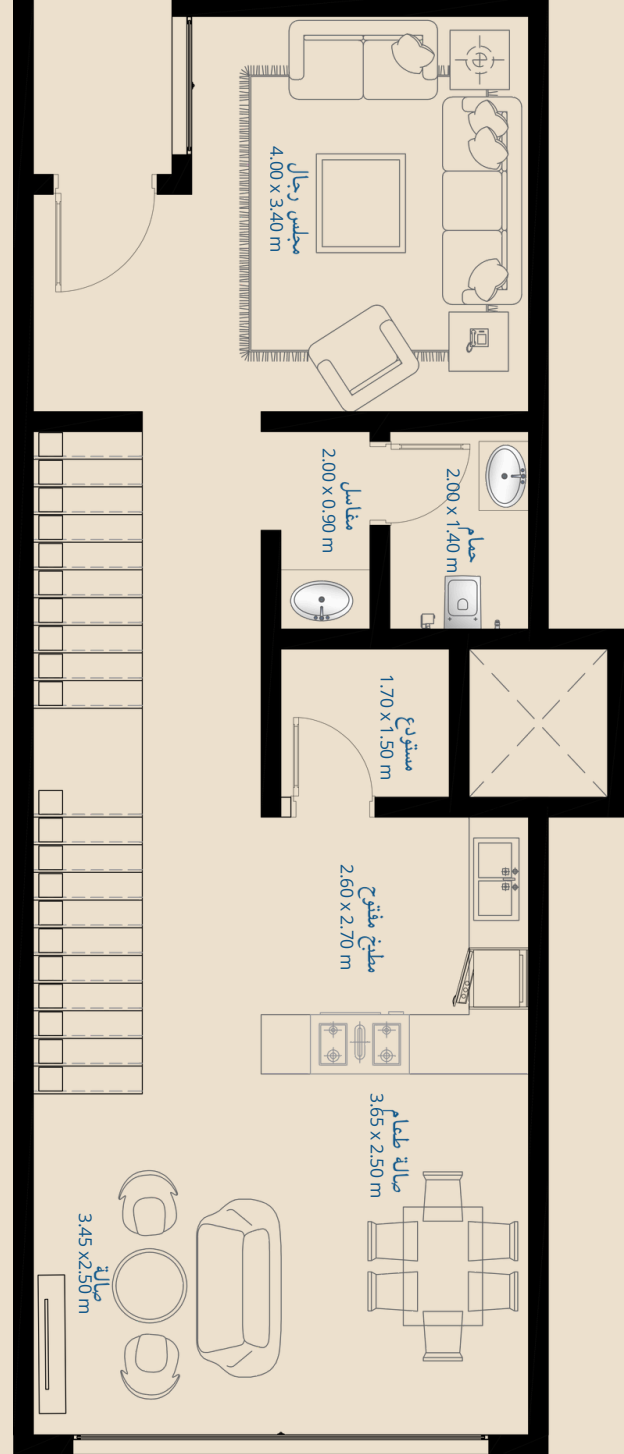 مجلس رجال
4.00 x 3.40 m
مغاسل
2.00 x 0.90 m
حمام
2.00 x 1.40 m
مستودع
1.70 x 1.50 m
مطبخ مفتوح
2.60 x 2.70 m
صالة طعام
3.65 x 2.50 m
صالة
3.45 x2.50 m